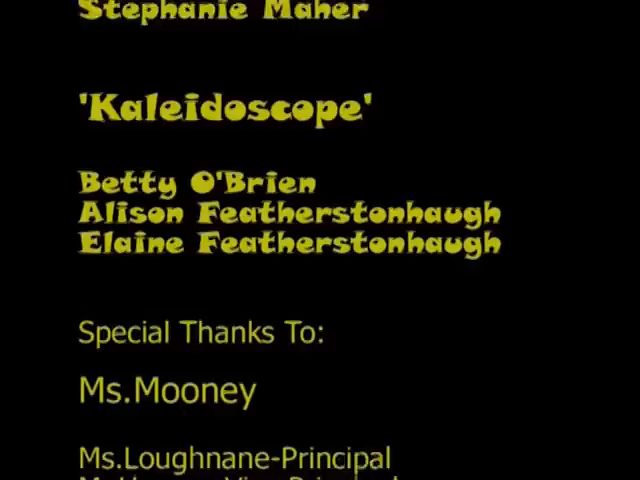 Stephanie Maher
'Kaleidoscope'
Betty O'Brien
Alison Featherstonhaugh
Elaine Featherstonhaugh
Special Thanks To:
Ms.Mooney
Ms.Loughnane-Principal